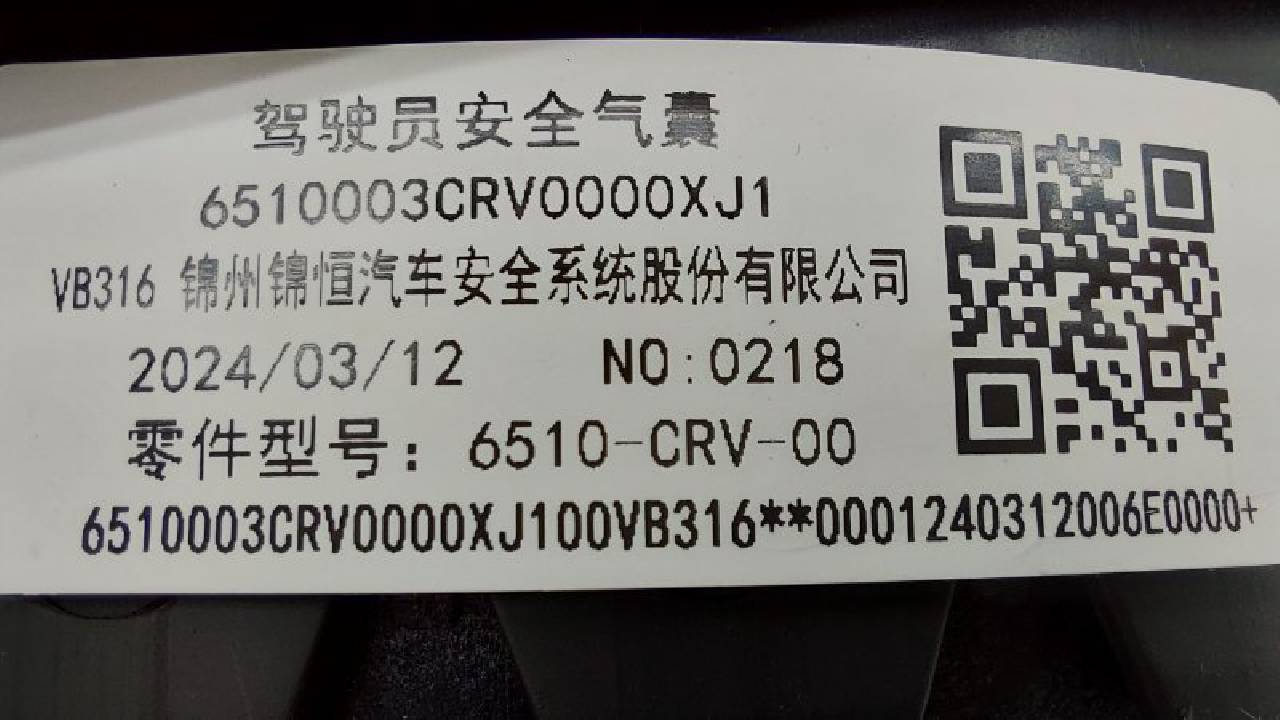 驾驶员安全气囊
6510003CRV0000XJ1
VB316 锦州锦恒汽车安全系统股份有限公司
2024/03/12 NO:0218
零件型号：6510-CRV-00
6510003CRV0000XJ100VB316**0001240312006E0000+